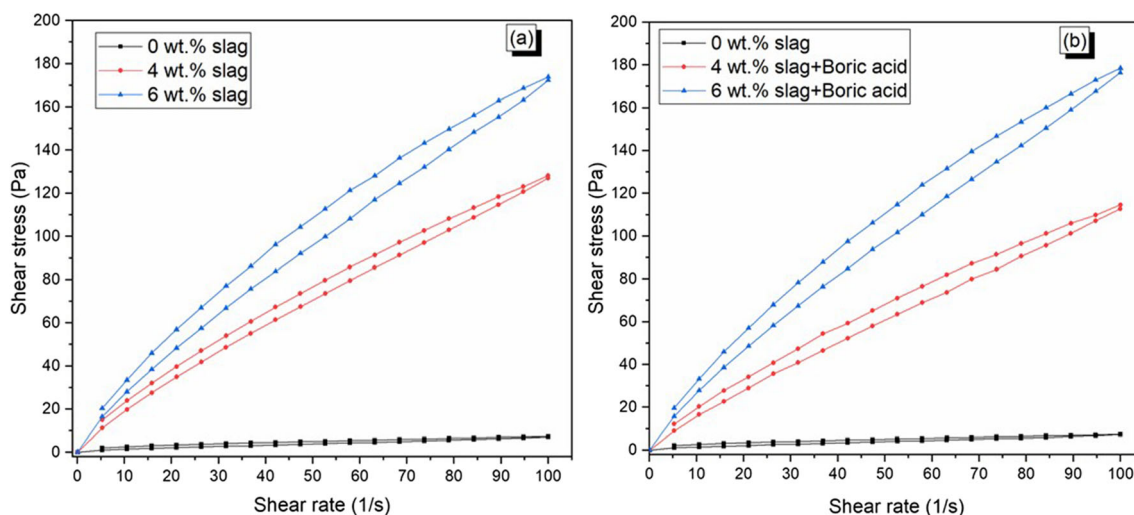 (a)
0 wt.% slag
4 wt.% slag
6 wt.% slag
200
180
160
140
120
100
80
60
40
20
0
Shear stress (Pa)
0 10 20 30 40 50 60 70 80 90 100
Shear rate (1/s)
(b)
0 wt.% slag
4 wt.% slag+Boric acid
6 wt.% slag+Boric acid
200
180
160
140
120
100
80
60
40
20
0
Shear stress (Pa)
0 10 20 30 40 50 60 70 80 90 100
Shear rate (1/s)